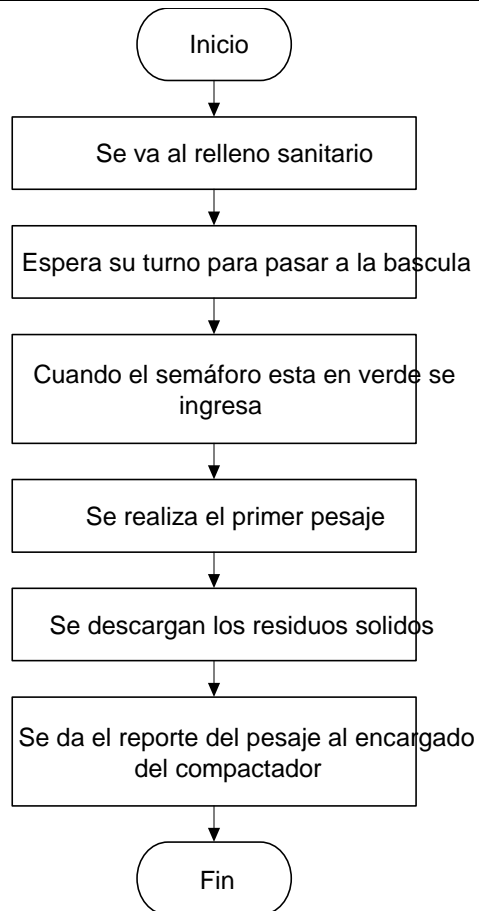 Inicio
Se va al relleno sanitario
Espera su turno para pasar a la bascula
Cuando el semáforo esta en verde se
ingresa
Se realiza el primer pesaje
Se descargan los residuos solidos
Se da el reporte del pesaje al encargado
del compactador
Fin